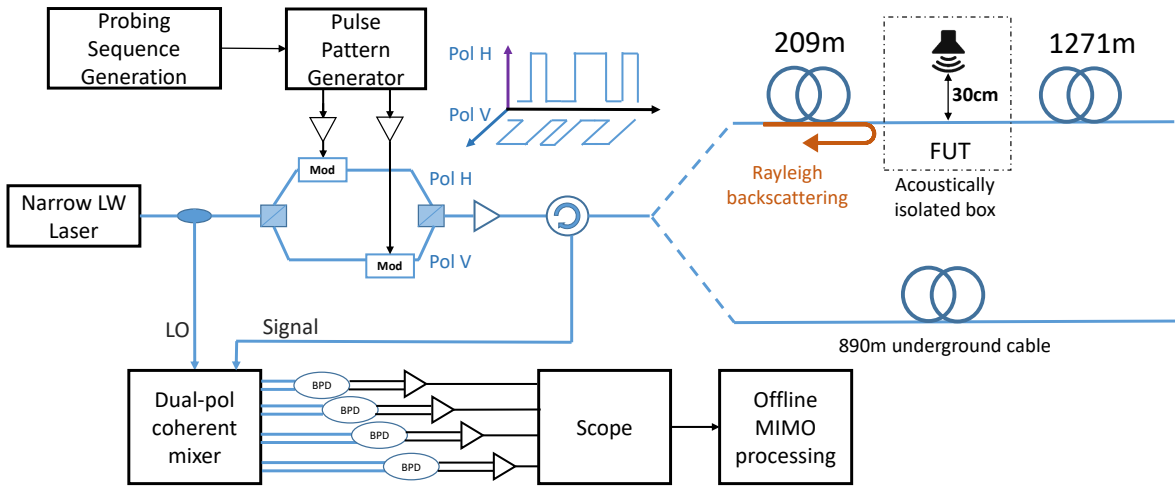 Probing
Sequence
Generation
Pulse
Pattern
Generator
Pol H
Pol V
209m
1271m
30cm
FUT
Rayleigh
backscattering
Acoustically
isolated box
Mod
Pol H
Narrow LW
Laser
Mod
Pol V
LO
Signal
890m underground cable
Dual-pol
coherent
mixer
BPD
BPD
BPD
BPD
Scope
Offline
MIMO
processing